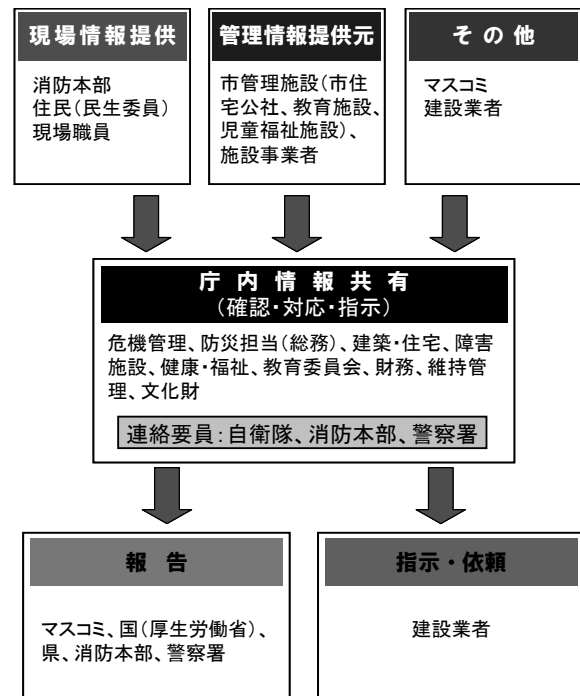 現場情報提供
消防本部
住民(民生委員)
現場職員
管理情報提供元
市管理施設(市住
宅公社、教育施設、
児童福祉施設)、
施設事業者
その他
マスコミ
建設業者
庁内情報共有
(確認・対応・指示)
危機管理、防災担当(総務)、建築・住宅、障害
施設、健康・福祉、教育委員会、財務、維持管
理、文化財
連絡要員:自衛隊、消防本部、警察署
報告
マスコミ、国(厚生労働省)、
県、消防本部、警察署
指示・依頼
建設業者